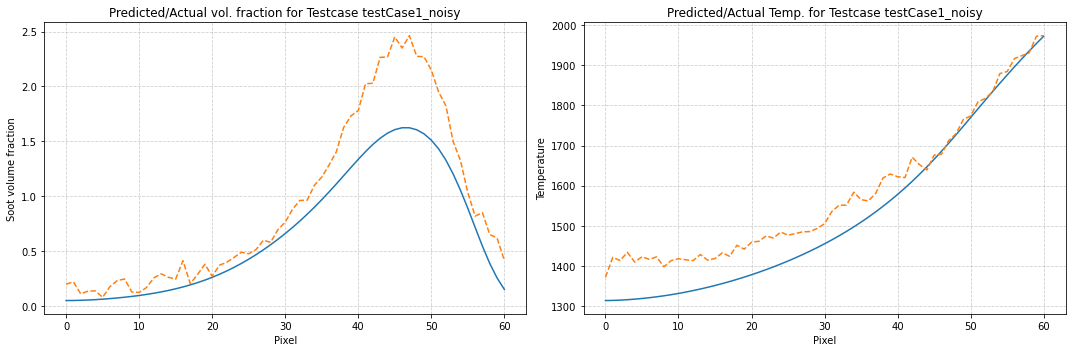 Predicted/Actual vol. fraction for Testcase testCase1_noisy
2.5
2.0
1.5
1.0
0.5
0.0
Soot volume fraction
0 10 20 30 40 50 60
Pixel
Predicted/Actual Temp. for Testcase testCase1_noisy
2000
1900
1800
1700
1600
1500
1400
1300
Temperature
0 10 20 30 40 50 60
Pixel